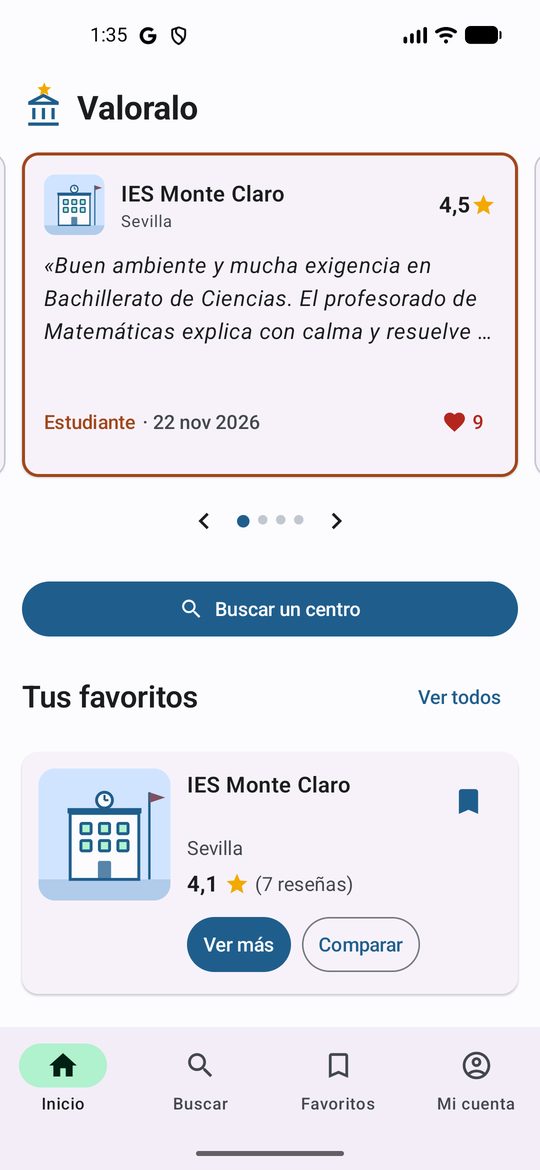 1:35
Valoralo
IES Monte Claro
Sevilla
4,5
«Buen ambiente y mucha exigencia en
Bachillerato de Ciencias. El profesorado de
Matemáticas explica con calma y resuelve …
Estudiante · 22 nov 2026
9
Buscar un centro
Tus favoritos
Ver todos
IES Monte Claro
Sevilla
4,1 (7 reseñas)
Ver más
Comparar
Inicio
Buscar
Favoritos
Mi cuenta